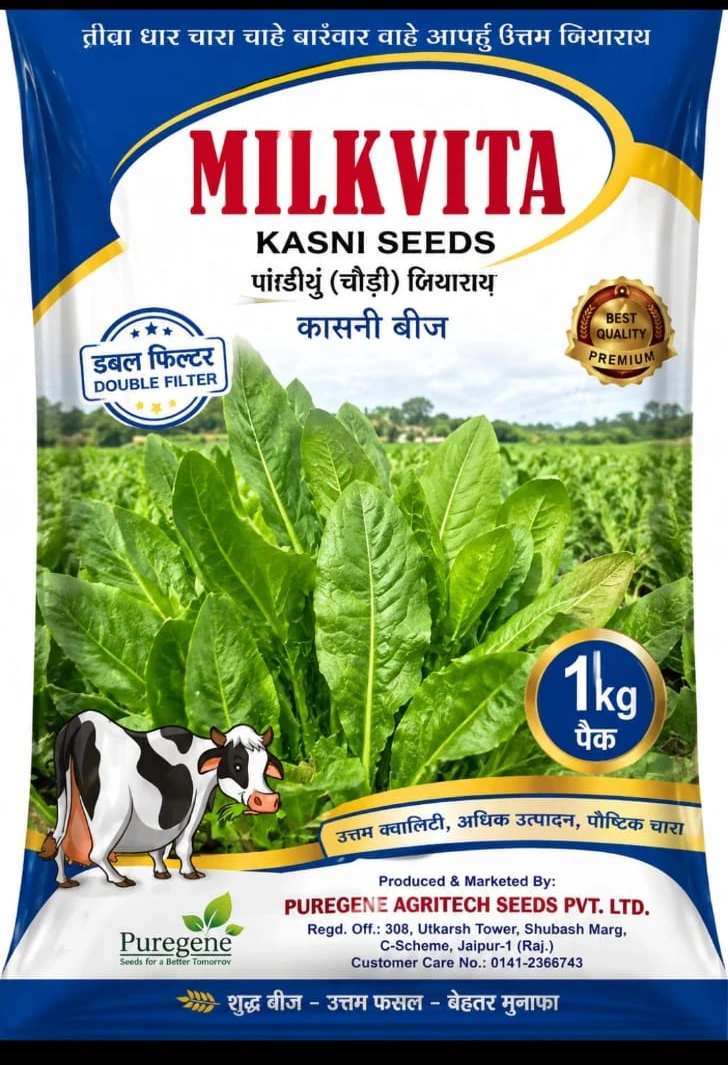 तीव्रा धार चारा चाहे बारंवार वाहे आपहुं उत्तम जियाराय
MILKVITA
KASNI SEEDS
(चौड़ी) जियाराय
कासनी बीज
डबल फिल्टर
DOUBLE FILTER
BEST
QUALITY
PREMIUM
1kg
पैक
उत्तम क्वालिटी, अधिक उत्पादन, पौष्टिक चारा
Produced & Marketed By:
PUREGENE AGRITECH SEEDS PVT. LTD.
Regd. Off.: 308, Utkarsh Tower, Shubash Marg,
C-Scheme, Jaipur-1 (Raj.)
Customer Care No.: 0141-2366743
Puregene
Seeds for a Better Tomorrov
शुद्ध बीज - उत्तम फसल - बेहतर मुनाफा